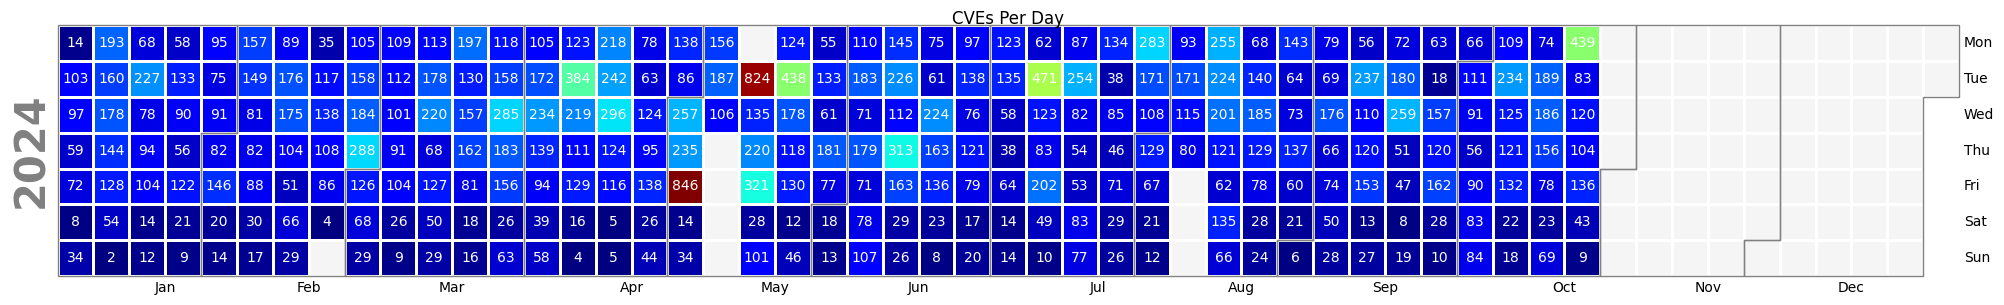 CVEs Per Day
14 193 68 58 95 157 89 35 105 109 113 197 118 105 123 218 78 138 156 124 55 110 145 75 97 123 62 87 134 283 93 255 68 143 79 56 72 63 66 109 74 439 Mon
103 160 227 133 75 149 176 117 158 112 178 130 158 172 384 242 63 86 187 824 438 133 183 226 61 138 135 471 254 38 171 171 224 140 64 69 237 180 18 111 234 189 83 Tue
97 178 78 90 91 81 175 138 184 101 220 157 285 234 219 296 124 257 106 135 178 61 71 112 224 76 58 123 82 85 108 115 201 185 73 176 110 259 157 91 125 186 120 Wed
59 144 94 56 82 82 104 108 288 91 68 162 183 139 111 124 95 235 220 118 181 179 313 163 121 38 83 54 46 129 80 121 129 137 66 120 51 120 56 121 156 104 Thu
72 128 104 122 146 88 51 86 126 104 127 81 156 94 129 116 138 846 321 130 77 71 163 136 79 64 202 53 71 67 62 78 60 74 153 47 162 90 132 78 136 Fri
8 54 14 21 20 30 66 4 68 26 50 18 26 39 16 5 26 14 28 12 18 78 29 23 17 14 49 83 29 21 135 28 21 50 13 8 28 83 22 23 43 Sat
34 2 12 9 14 17 29 29 9 29 16 63 58 4 5 44 34 101 46 13 107 26 8 20 14 10 77 26 12 66 24 6 28 27 19 10 84 18 69 9 Sun
2024
Jan Feb Mar Apr May Jun Jul Aug Sep Oct Nov Dec